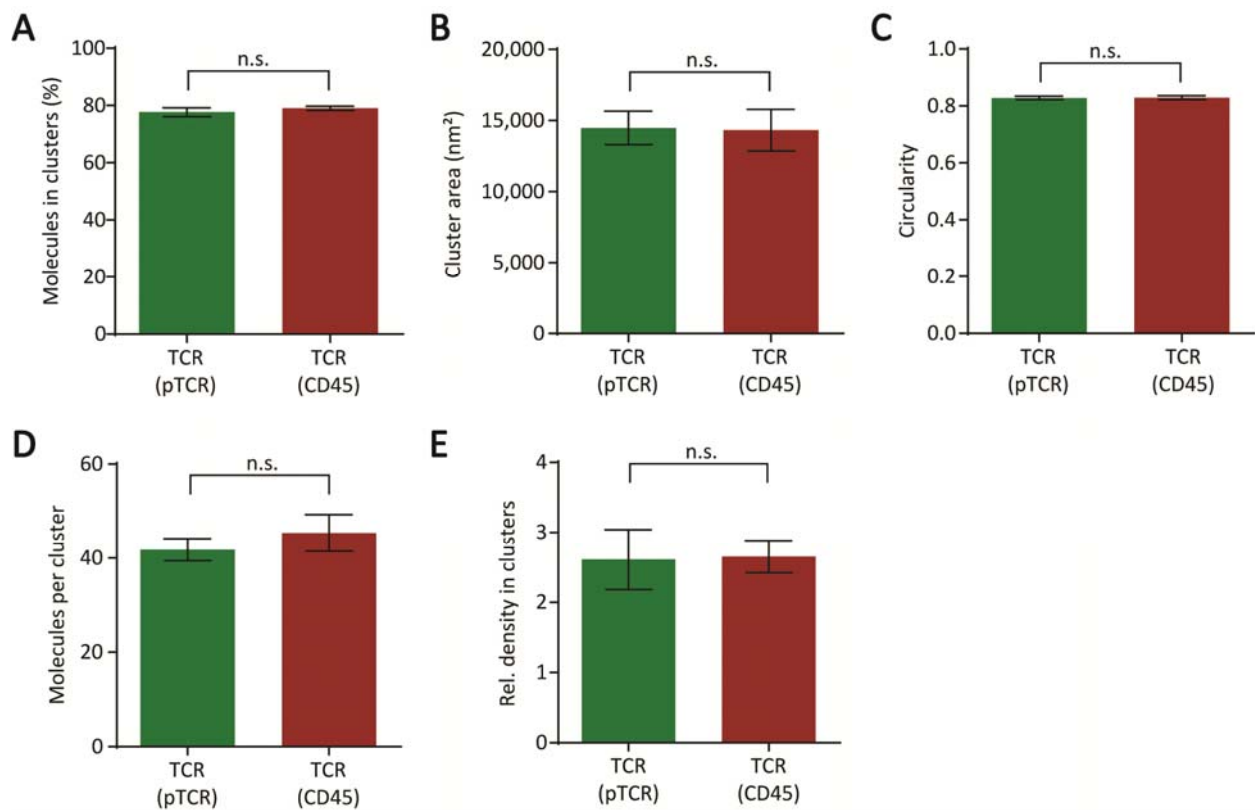 A
Molecules in clusters (%)
100
80
60
40
20
0
n.s.
TCR
(pTCR)
TCR
(CD45)
B
Cluster area (nm²)
20,000
15,000
10,000
5,000
0
n.s.
TCR
(pTCR)
TCR
(CD45)
C
Circularity
1.0
0.8
0.6
0.4
0.2
0.0
n.s.
TCR
(pTCR)
TCR
(CD45)
D
Molecules per cluster
60
40
20
0
n.s.
TCR
(pTCR)
TCR
(CD45)
E
Rel. density in clusters
4
3
2
1
0
n.s.
TCR
(pTCR)
TCR
(CD45)